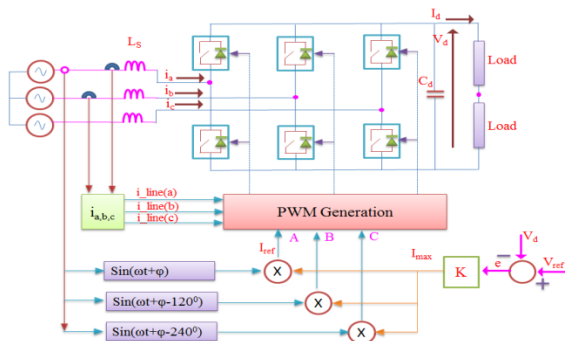 I_d
V_d
L_S
i_a
i_b
i_c
C_d
Load
Load
i_a,b,c
i_line(a)
i_line(b)
i_line(c)
PWM Generation
I_ref
A
B
C
I_max
V_d
V_ref
K
e
−
+
Sin(ωt+φ)
X
Sin(ωt+φ-120⁰)
X
Sin(ωt+φ-240⁰)
X